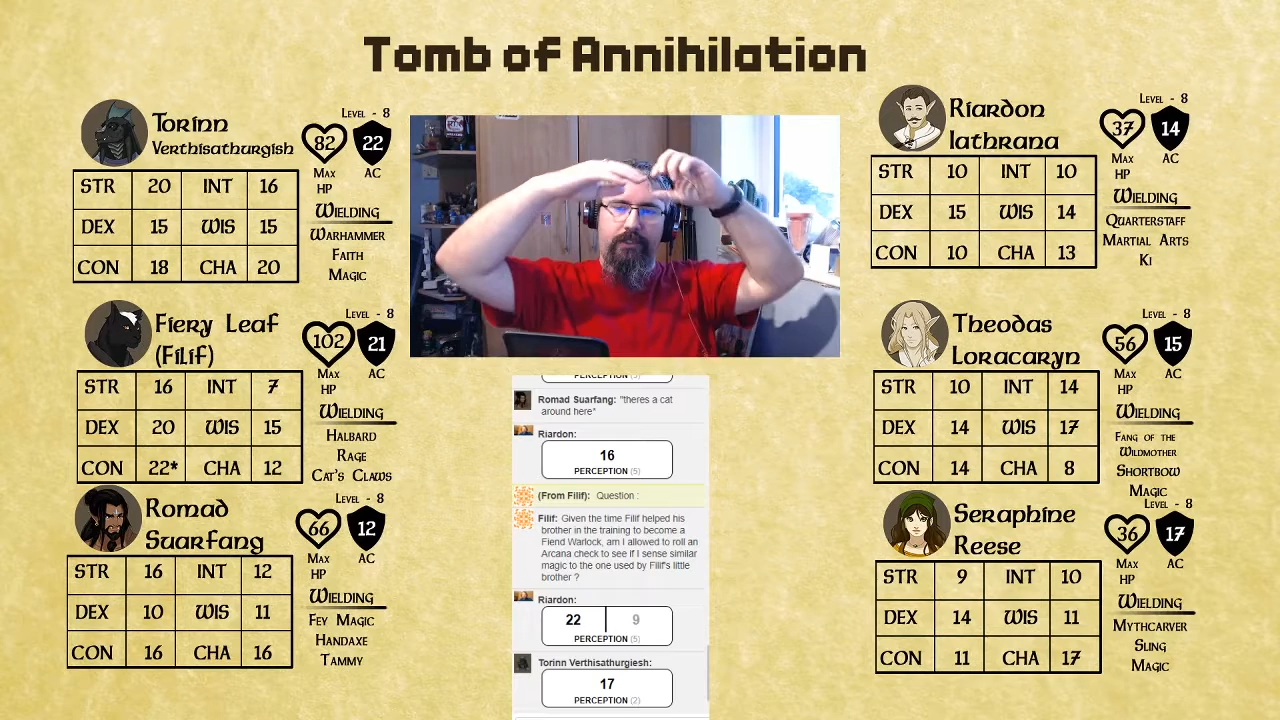 Tomb of Annihilation
Torinn
Verthisathurgish
Level - 8
82
22
Max HP
AC
STR 20 INT 16
DEX 15 WIS 15
CON 18 CHA 20
Wielding
Warhammer
Faith
Magic
Fiery Leaf
(Filif)
Level - 8
102
21
Max HP
AC
STR 16 INT 7
DEX 20 WIS 15
CON 22* CHA 12
Wielding
Halbard
Rage
Cat's Claws
Romad
Suarfang
Level - 8
66
12
Max HP
AC
STR 16 INT 12
DEX 10 WIS 11
CON 16 CHA 16
Wielding
Fey Magic
Handaxe
Tammy
PERCEPTION
Romad Suarfang: "theres a cat
around here"
Riardon:
16
PERCEPTION (5)
(From Filif): Question :
Filif: Given the time Filif helped his
brother in the training to become a
Fiend Warlock, am I allowed to roll an
Arcana check to see if I sense similar
magic to the one used by Filif's little
brother ?
Riardon:
22 9
PERCEPTION (5)
Torinn Verthisathurgiesh:
17
PERCEPTION (2)
Riardon
Iathrana
Level - 8
37
14
Max HP
AC
STR 10 INT 10
DEX 15 WIS 14
CON 10 CHA 13
Wielding
Quarterstaff
Martial Arts
Ki
Theodas
Loracaryn
Level - 8
56
15
Max HP
AC
STR 10 INT 14
DEX 14 WIS 17
CON 14 CHA 8
Wielding
Fang of the
Wildmother
Shortbow
Magic
Seraphine
Reese
Level - 8
36
17
Max HP
AC
STR 9 INT 10
DEX 14 WIS 11
CON 11 CHA 17
Wielding
Mythcarver
Sling
Magic